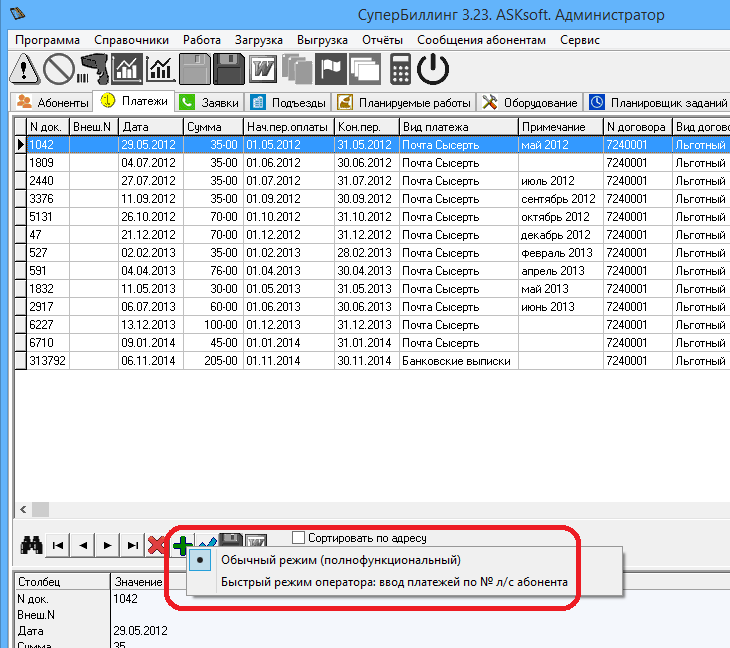 СуперБиллинг 3.23. ASKsoft. Администратор
Программа Справочники Работа Загрузка Выгрузка Отчёты Сообщения абонентам Сервис
Абоненты Платежи Заявки Подъезды Планируемые работы Оборудование Планировщик заданий
N док. Внеш.N Дата Сумма Нач.пер.оплаты Кон.пер. Вид платежа Примечание N договора Вид догово
1042 29.05.2012 35-00 01.05.2012 31.05.2012 Почта Сысерть май 2012 7240001 Льготный
1809 04.07.2012 35-00 01.06.2012 30.06.2012 Почта Сысерть 7240001 Льготный
2440 27.07.2012 35-00 01.07.2012 31.07.2012 Почта Сысерть июль 2012 7240001 Льготный
3376 11.09.2012 35-00 01.09.2012 30.09.2012 Почта Сысерть сентябрь 2012 7240001 Льготный
5131 26.10.2012 70-00 01.10.2012 31.10.2012 Почта Сысерть октябрь 2012 7240001 Льготный
47 21.12.2012 70-00 01.12.2012 31.12.2012 Почта Сысерть декабрь 2012 7240001 Льготный
527 02.02.2013 35-00 01.02.2013 28.02.2013 Почта Сысерть февраль 2013 7240001 Льготный
591 04.04.2013 76-00 01.04.2013 30.04.2013 Почта Сысерть апрель 2013 7240001 Льготный
1832 11.05.2013 30-00 01.05.2013 31.05.2013 Почта Сысерть май 2013 7240001 Льготный
2917 06.07.2013 60-00 01.06.2013 30.06.2013 Почта Сысерть июнь 2013 7240001 Льготный
6227 13.12.2013 100-00 01.12.2013 31.12.2013 Почта Сысерть 7240001 Льготный
6710 09.01.2014 45-00 01.01.2014 31.01.2014 Почта Сысерть 7240001 Льготный
313792 06.11.2014 205-00 01.11.2014 30.11.2014 Банковские выписки 7240001 Льготный
Сортировать по адресу
Обычный режим (полнофункциональный)
Быстрый режим оператора: ввод платежей по № л/с абонента
Столбец Значение
N док. 1042
Внеш.N
Дата 29.05.2012
Сумма 35